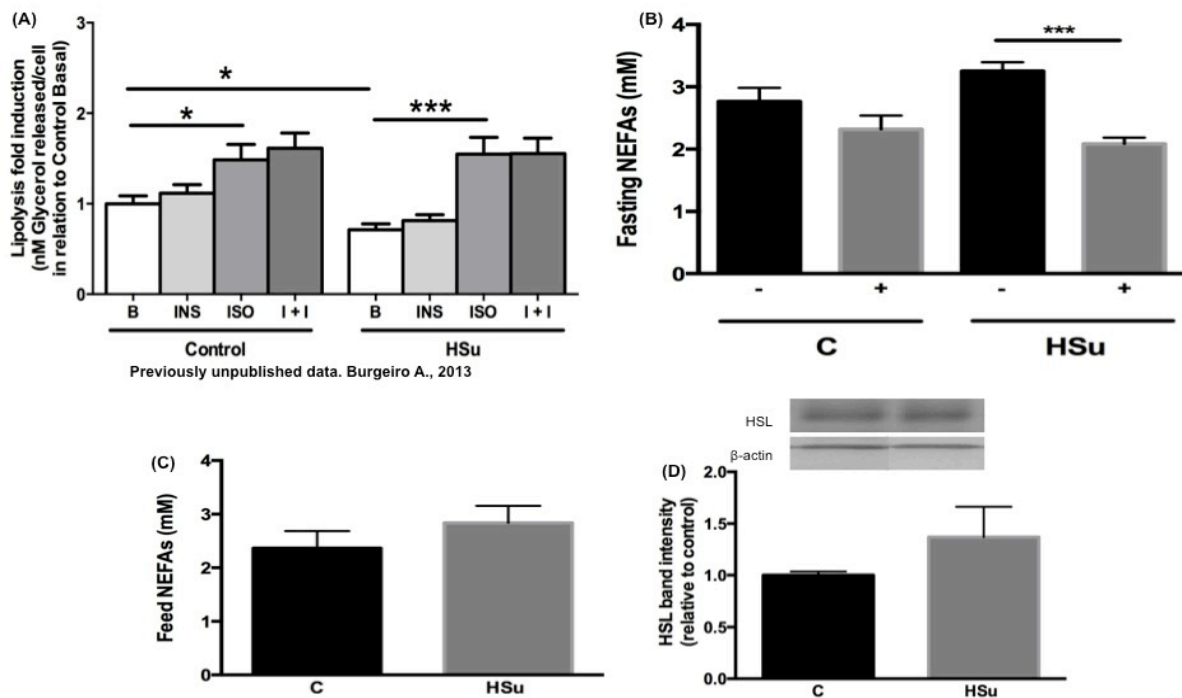 (A)
Lipolysis fold induction
(nM Glycerol released/cell
in relation to Control Basal)
3
2
1
0
*
*
***
B INS ISO I + I B INS ISO I + I
Control HSu
Previously unpublished data. Burgeiro A., 2013
(B)
Fasting NEFAs (mM)
4
3
2
1
0
***
- + - +
C HSu
(C)
Feed NEFAs (mM)
4
3
2
1
0
C HSu
HSL
β-actin
(D)
HSL band intensity
(relative to control)
2.0
1.5
1.0
0.5
0.0
C HSu